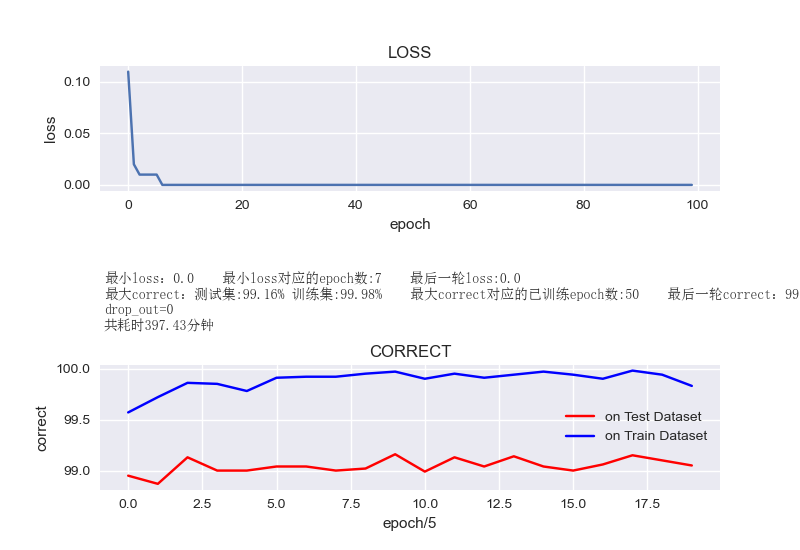 LOSS
0.10
0.05
0.00
loss
0 20 40 60 80 100
epoch
最小loss: 0.0 最小loss对应的epoch数:7 最后一轮loss:0.0
最大correct: 测试集:99.16% 训练集:99.98% 最大correct对应的已训练epoch数:50 最后一轮correct: 99
drop_out=0
共耗时397.43分钟
CORRECT
100.0
99.5
99.0
correct
on Test Dataset
on Train Dataset
0.0 2.5 5.0 7.5 10.0 12.5 15.0 17.5
epoch/5